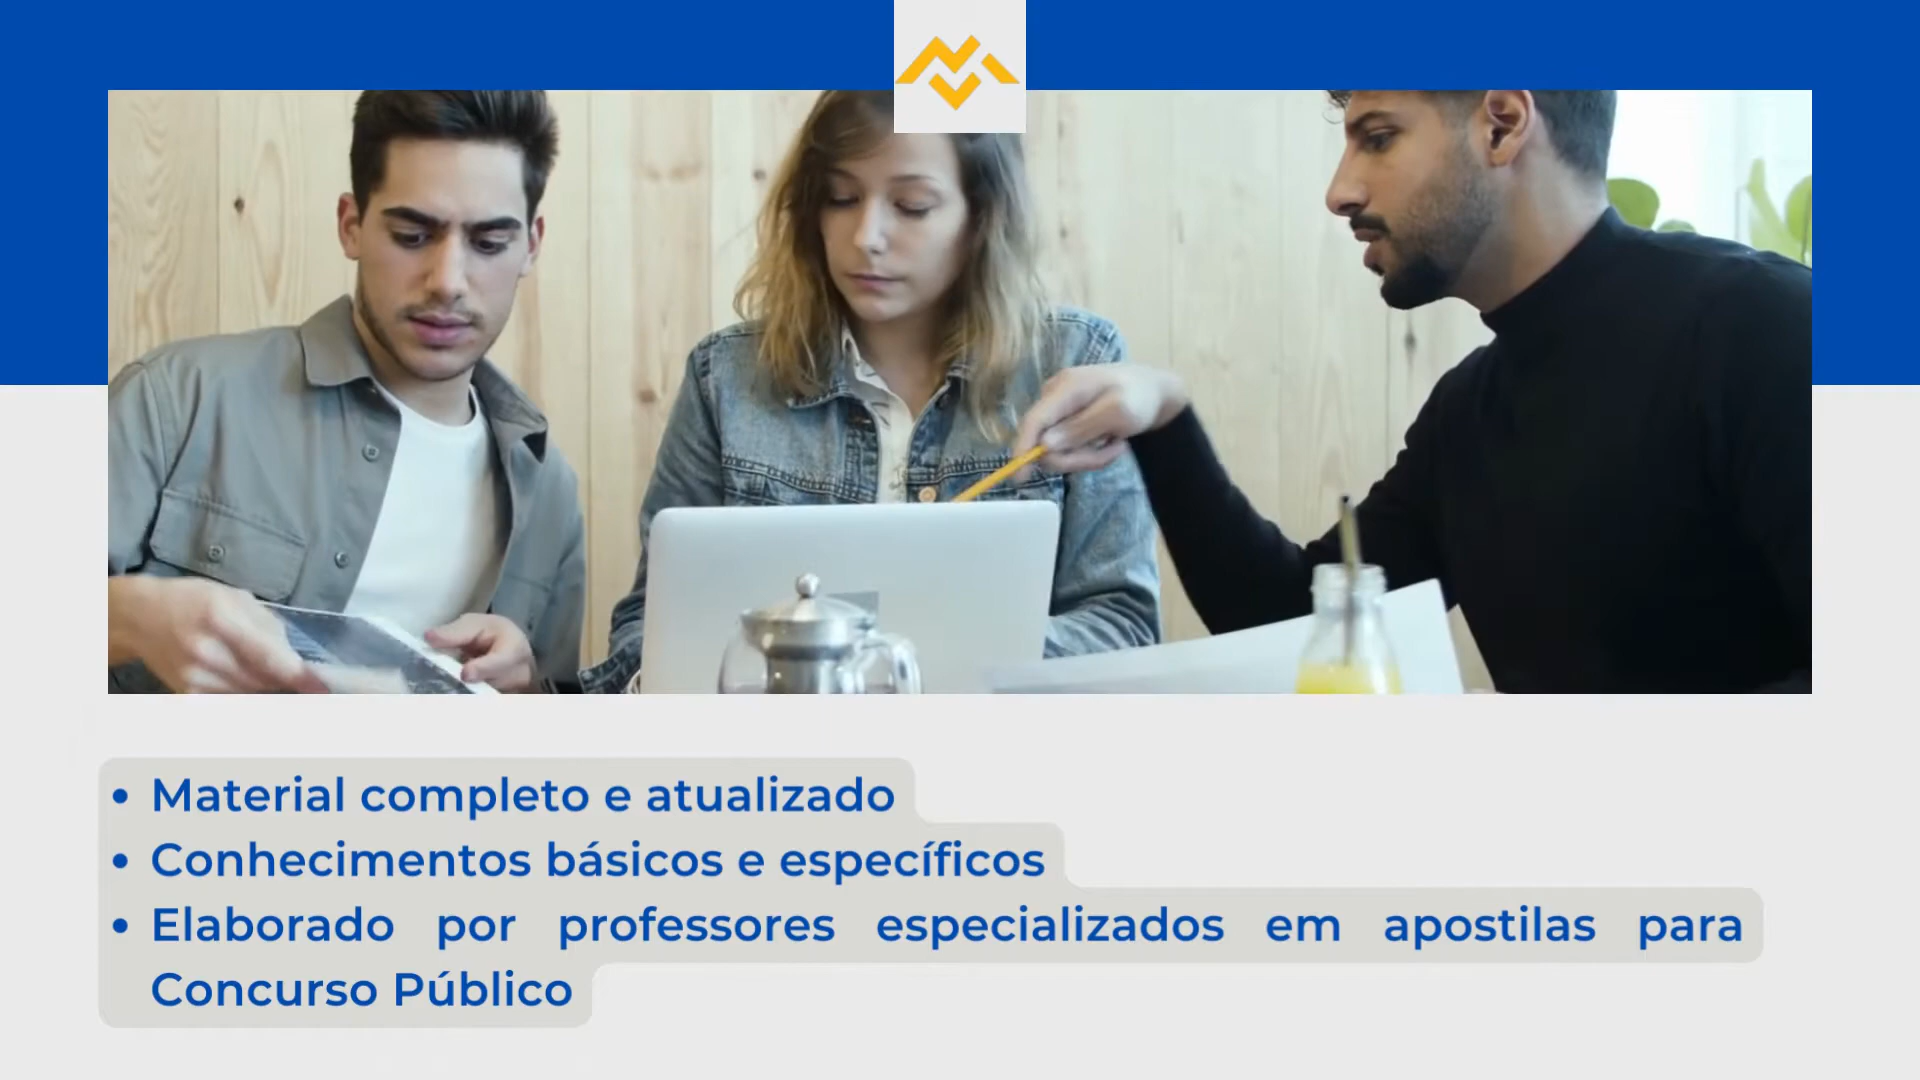 • Material completo e atualizado
• Conhecimentos básicos e específicos
• Elaborado por professores especializados em apostilas para
Concurso Público